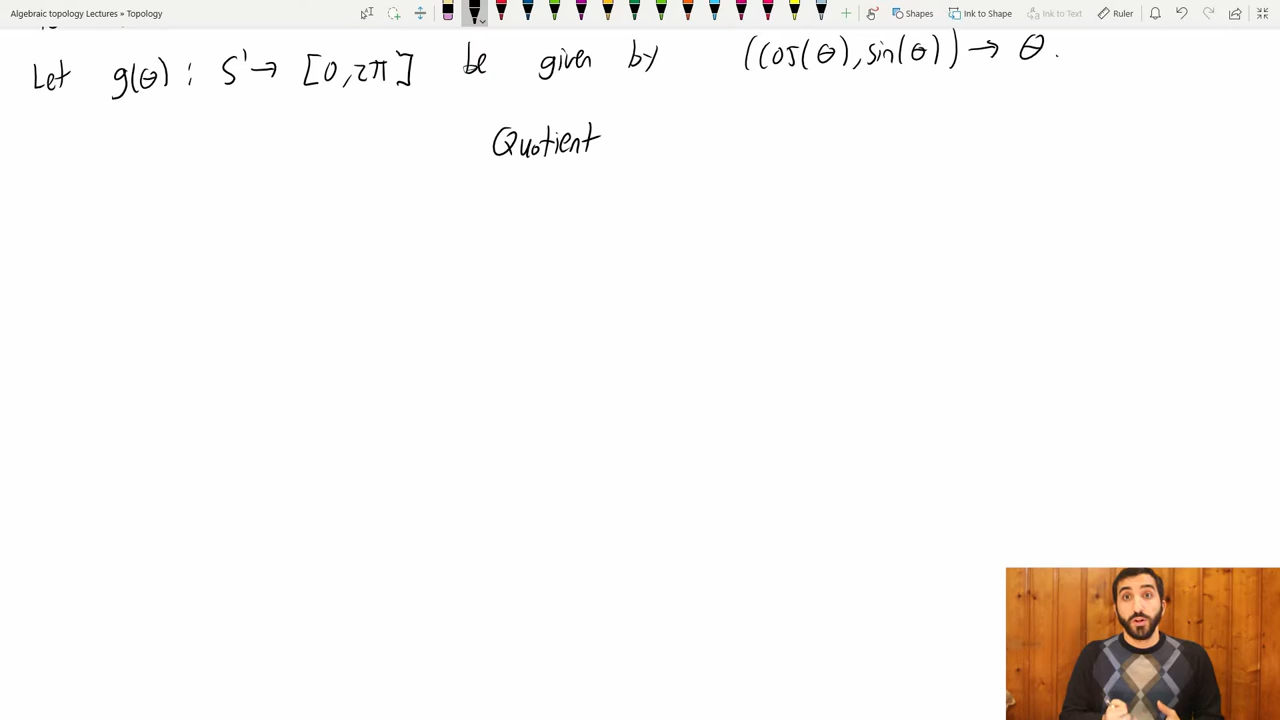 Algebraic topology Lectures » Topology
Shapes Ink to Shape Ink to Text Ruler
Let g(θ) : S¹ → [0,2π] be given by ((cos(θ),sin(θ)) → θ.
Quotient